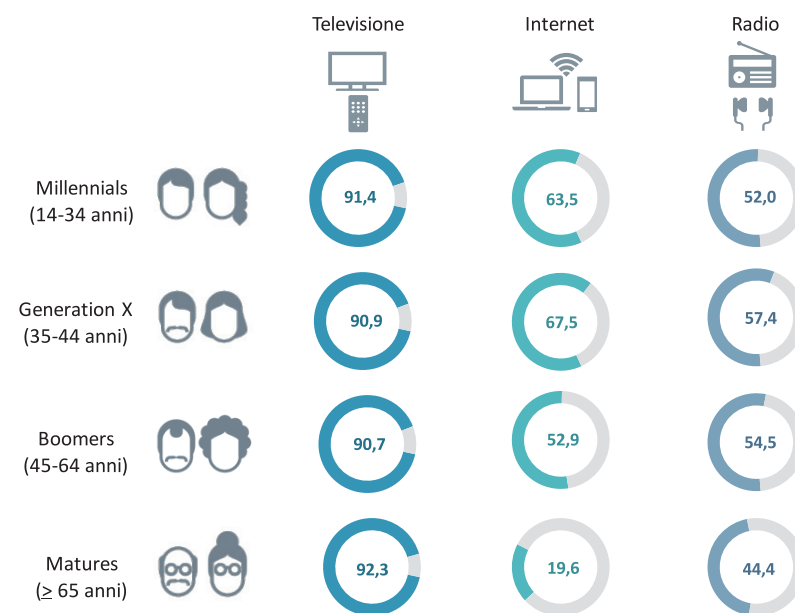 Televisione Internet Radio
Millennials
(14-34 anni)
91,4 63,5 52,0
Generation X
(35-44 anni)
90,9 67,5 57,4
Boomers
(45-64 anni)
90,7 52,9 54,5
Matures
(≥ 65 anni)
92,3 19,6 44,4